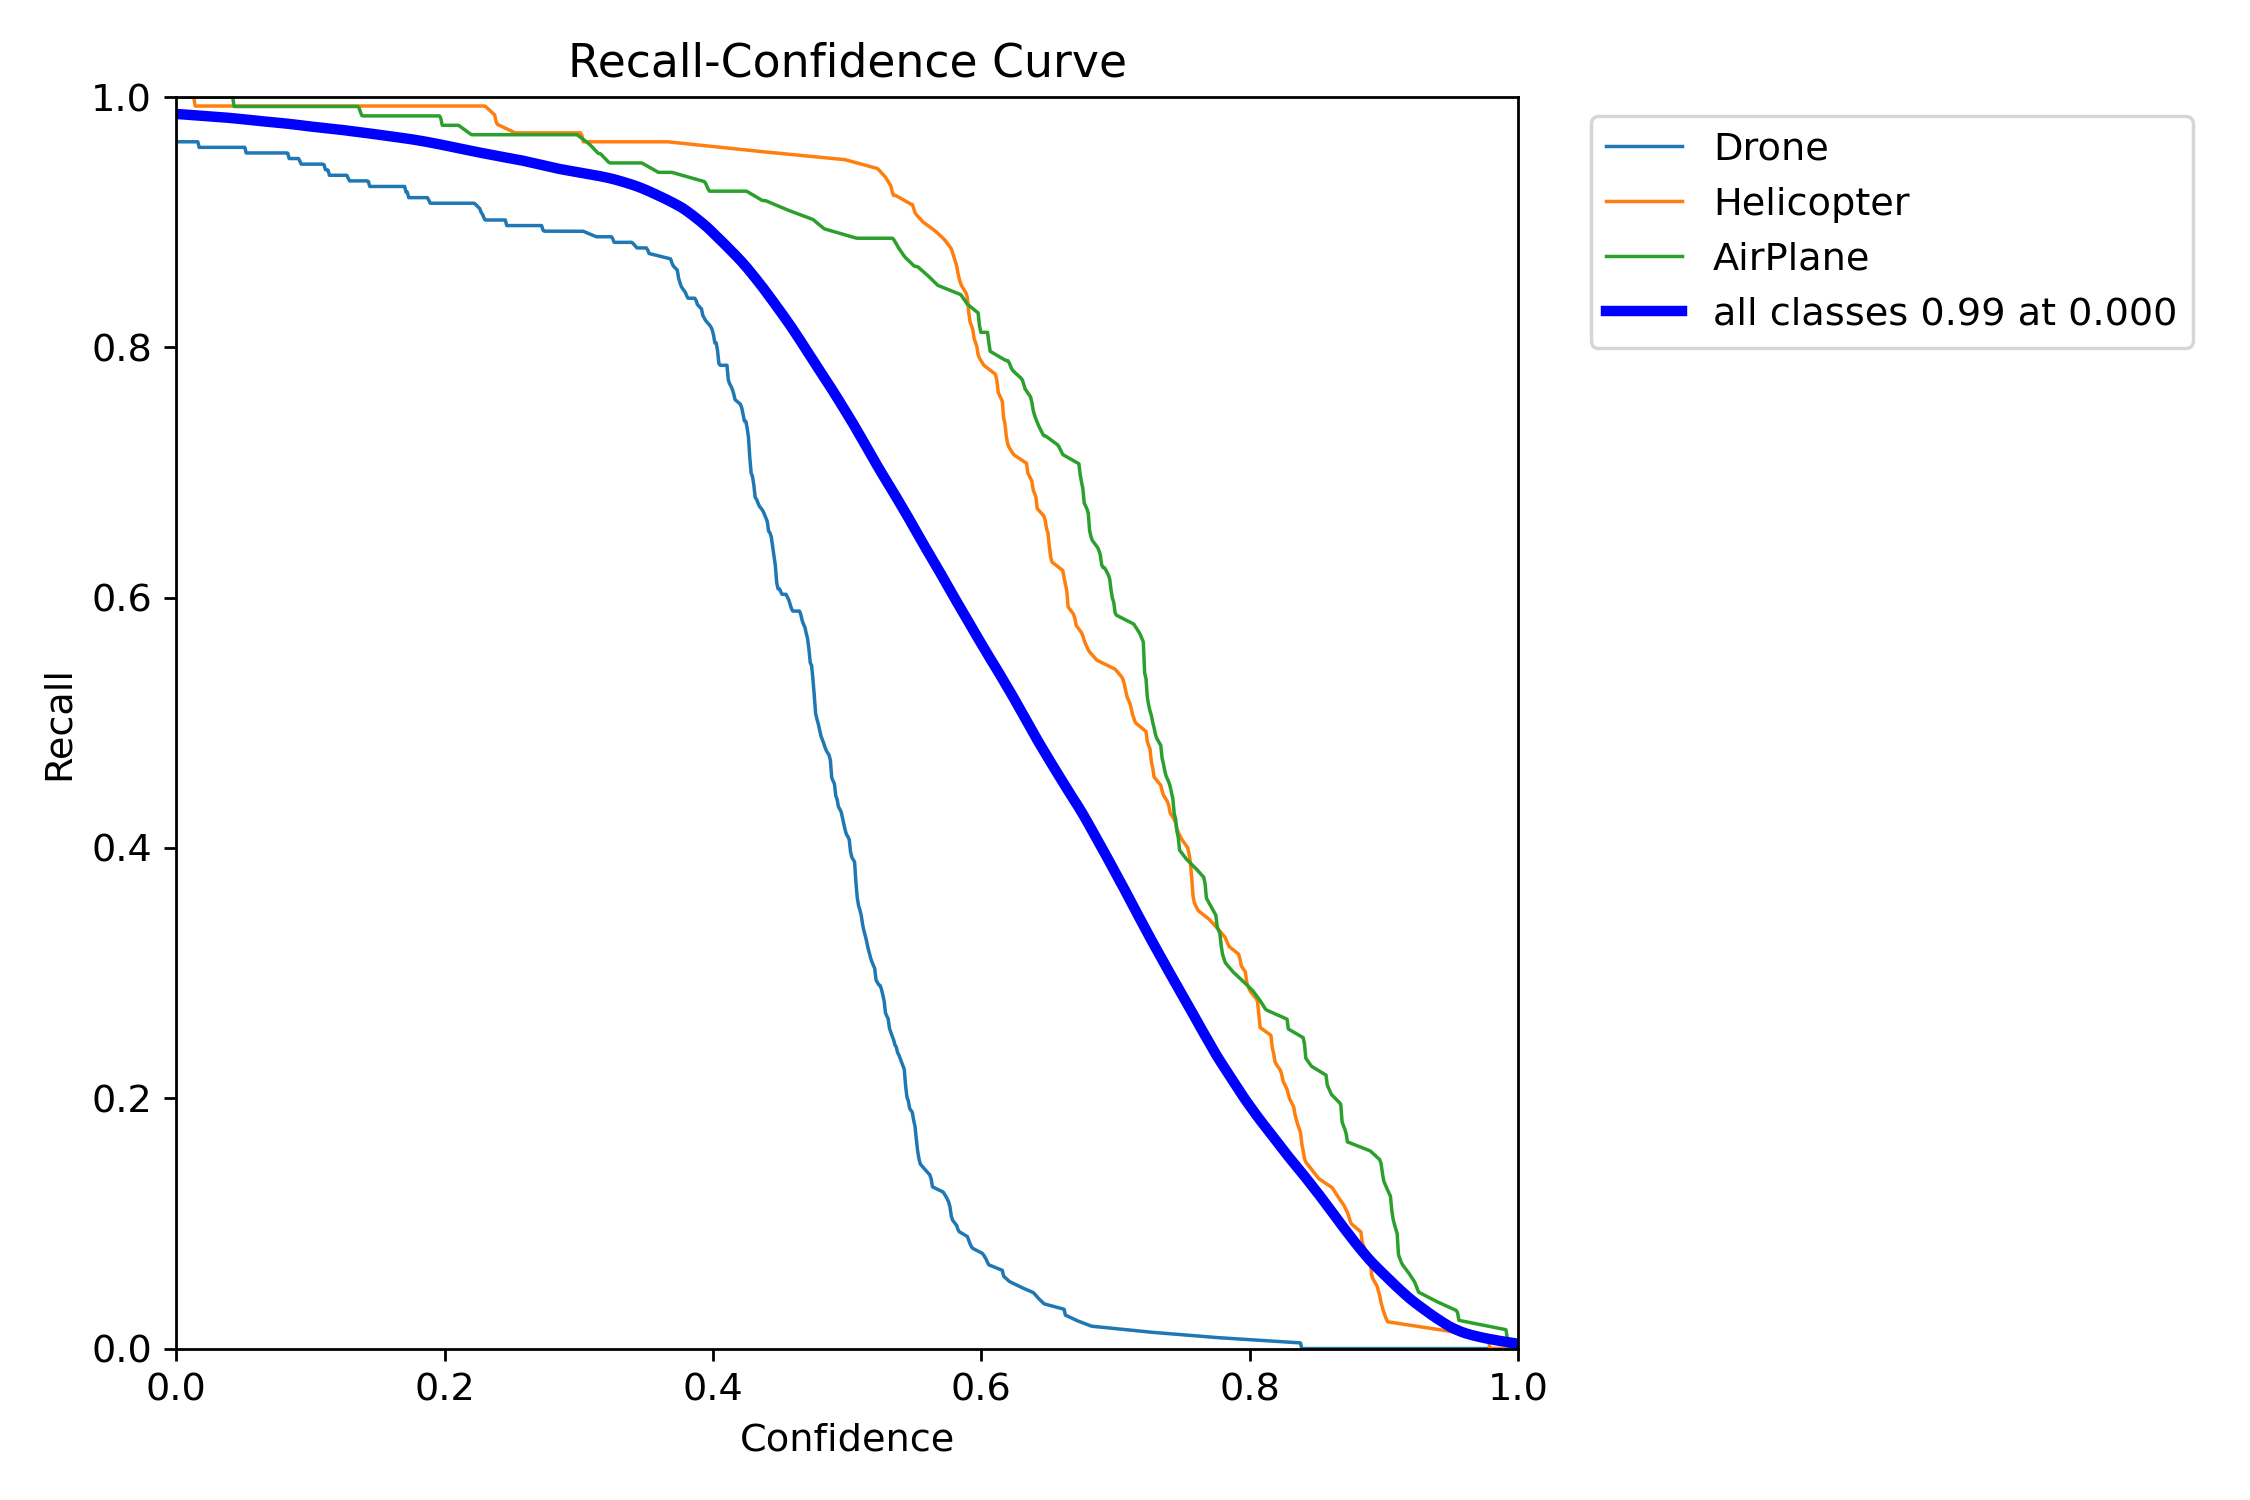 Recall-Confidence Curve
1.0
0.8
0.6
0.4
0.2
0.0
Recall
0.0 0.2 0.4 0.6 0.8 1.0
Confidence
Drone
Helicopter
AirPlane
all classes 0.99 at 0.000